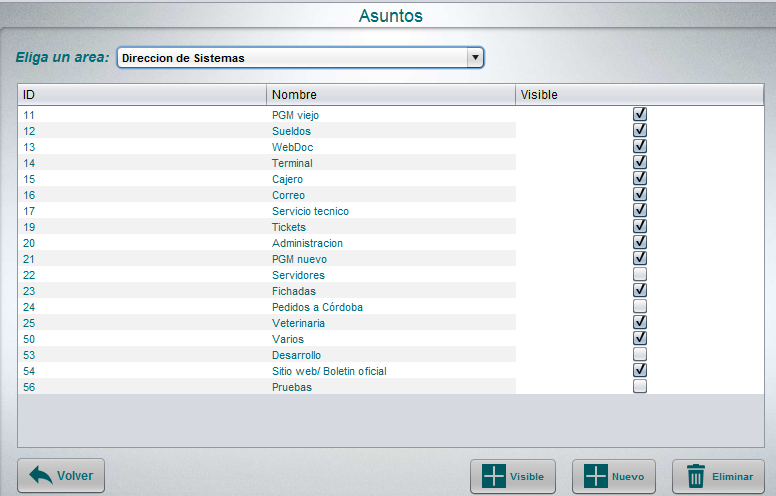 Asuntos
Eliga un area: Direccion de Sistemas
ID Nombre Visible
11 PGM viejo
12 Sueldos
13 WebDoc
14 Terminal
15 Cajero
16 Correo
17 Servicio tecnico
19 Tickets
20 Administracion
21 PGM nuevo
22 Servidores
23 Fichadas
24 Pedidos a Córdoba
25 Veterinaria
50 Varios
53 Desarrollo
54 Sitio web/ Boletin oficial
56 Pruebas
Volver Visible Nuevo Eliminar